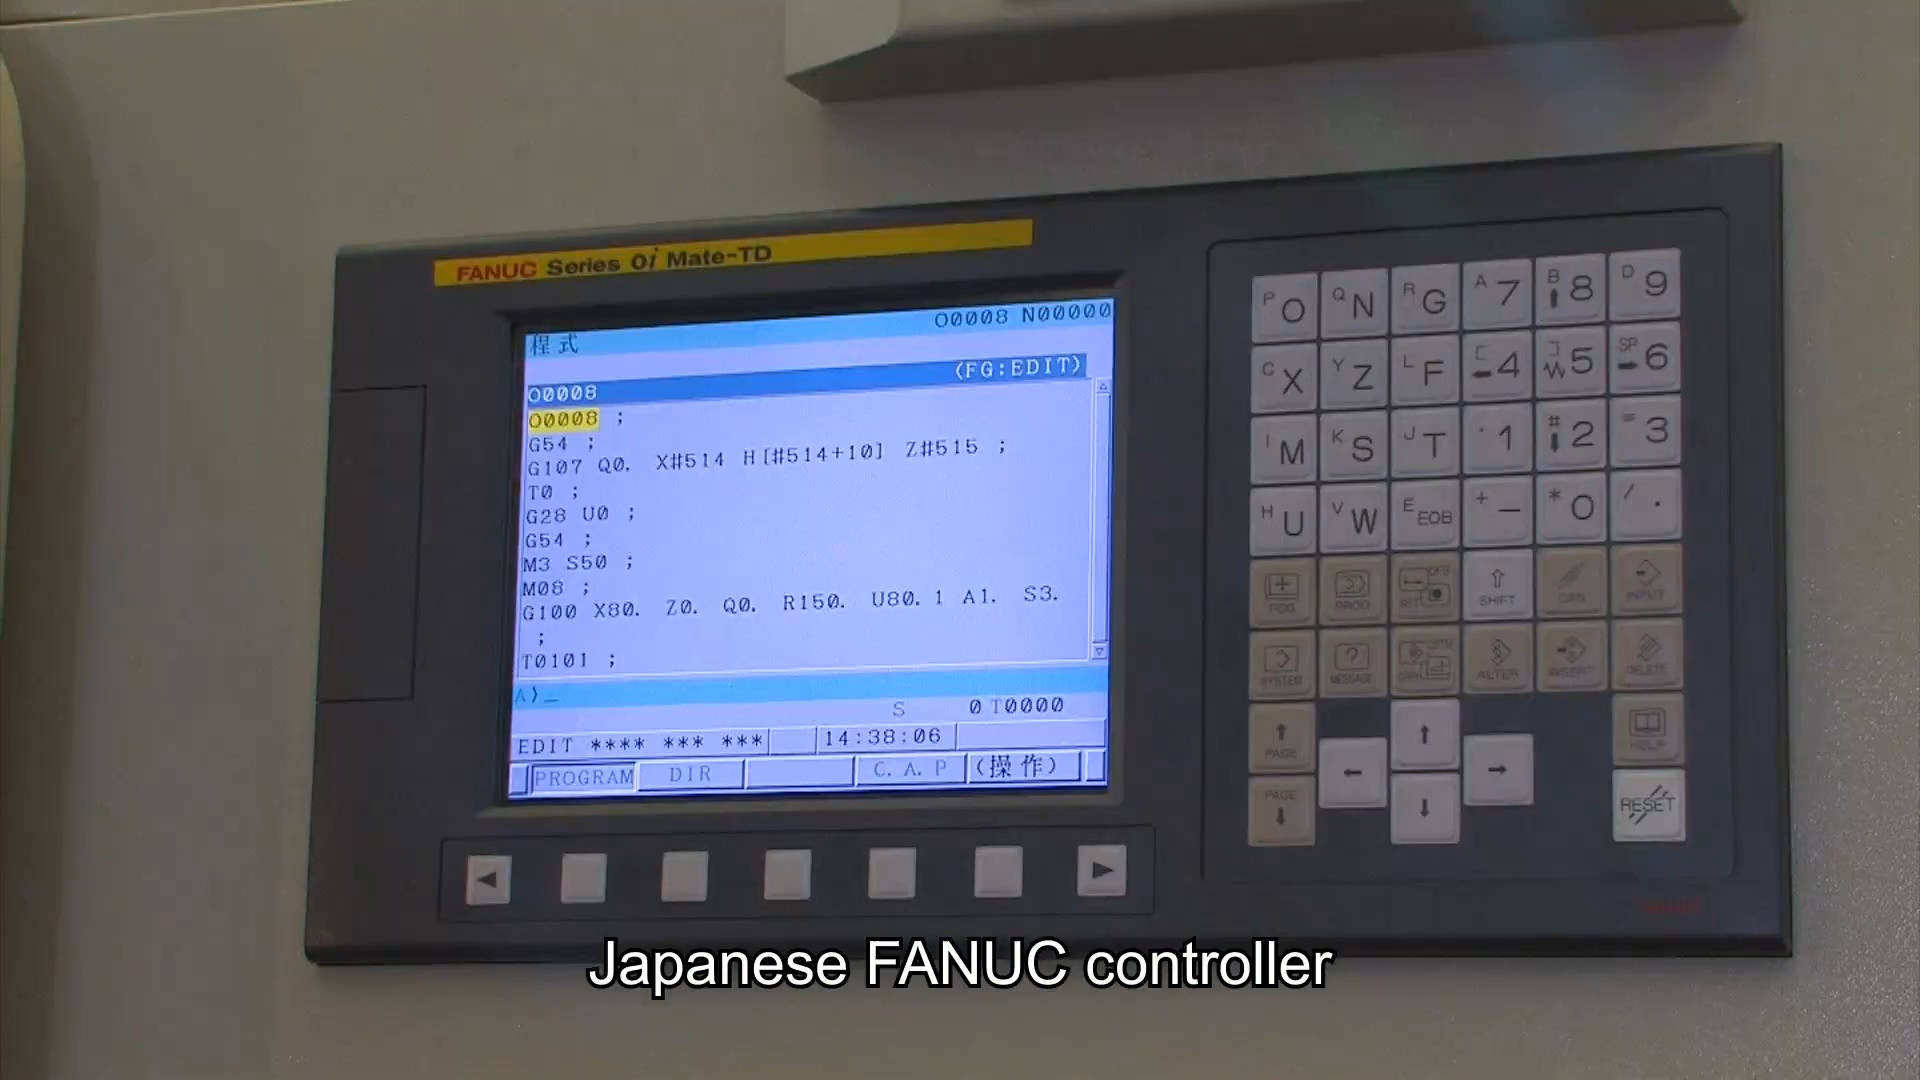 FANUC Series 0i Mate-TD
程式 O0008 N00000
O0008 (FG:EDIT)
O0008 ;
G54 ;
G107 Q0. X#514 H[#514+10] Z#515 ;
T0 ;
G28 U0 ;
G54 ;
M3 S50 ;
M08 ;
G100 X80. Z0. Q0. R150. U80.1 A1. S3.
;
T0101 ;
A)_
S 0 T0000
EDIT **** *** *** 14:38:06
PROGRAM DIR C.A.P (操作)
P O Q N R G A 7 B 8 D 9
C X Y Z L F [ 4 ] 5 SP 6
I M K S J T , 1 # 2 = 3
H U V W E EOB + - * 0 / .
POS PROG OFS SET SHIFT CAN INPUT
SYSTEM MESSAGE ALTER INSERT DELETE
PAGE HELP
PAGE RESET
Japanese FANUC controller